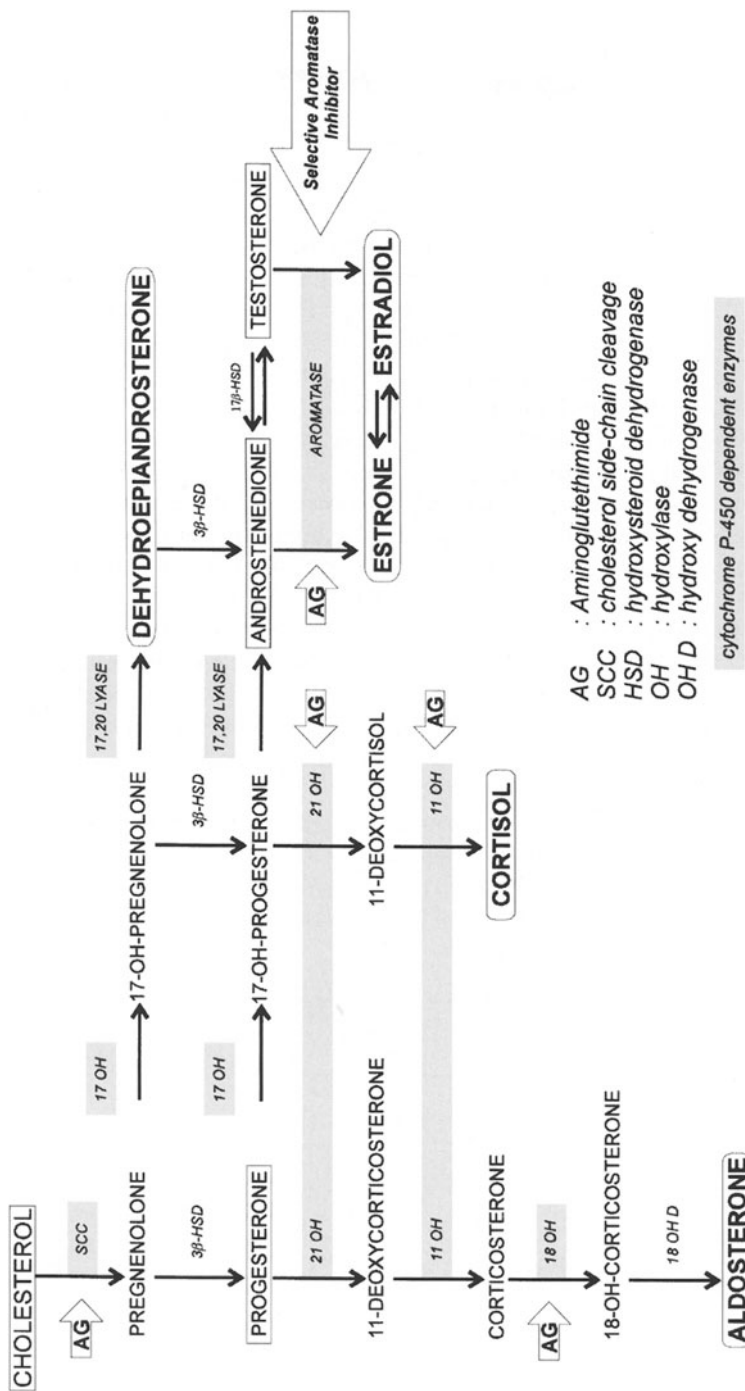 CHOLESTEROL
AG
SCC
17 OH
17,20 LYASE
PREGNENOLONE
17-OH-PREGNENOLONE
DEHYDROEPIANDROSTERONE
3β-HSD
3β-HSD
3β-HSD
17 OH
17,20 LYASE
17β-HSD
PROGESTERONE
17-OH-PROGESTERONE
ANDROSTENEDIONE
TESTOSTERONE
21 OH
21 OH
AG
AG
AROMATASE
Selective Aromatase
Inhibitor
11-DEOXYCORTICOSTERONE
11-DEOXYCORTISOL
ESTRONE
ESTRADIOL
11 OH
11 OH
AG
CORTICOSTERONE
CORTISOL
AG
18 OH
18-OH-CORTICOSTERONE
18 OH D
ALDOSTERONE
AG : Aminoglutethimide
SCC : cholesterol side-chain cleavage
HSD : hydroxysteroid dehydrogenase
OH : hydroxylase
OH D : hydroxy dehydrogenase
cytochrome P-450 dependent enzymes